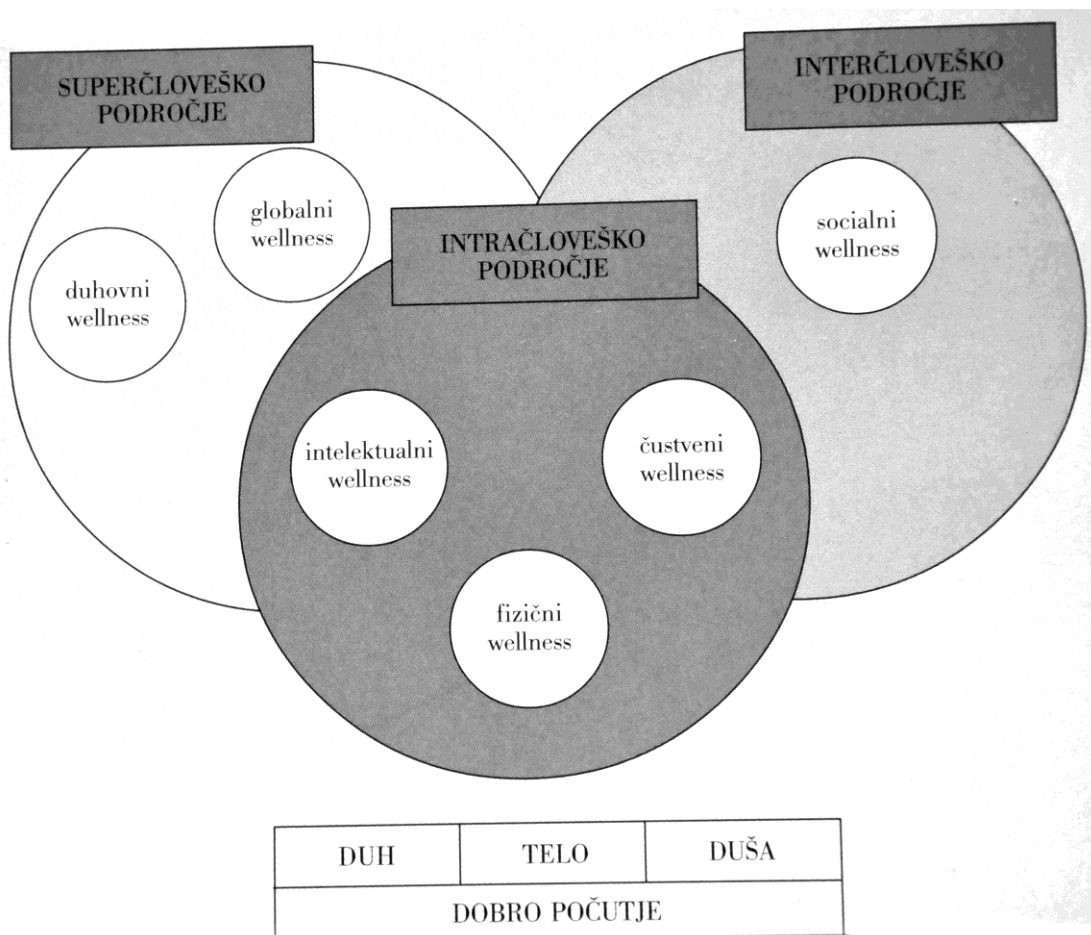 SUPERČLOVEŠKO
PODROČJE
INTERČLOVEŠKO
PODROČJE
globalni
wellness
duhovni
wellness
INTRAČLOVEŠKO
PODROČJE
socialni
wellness
intelektualni
wellness
čustveni
wellness
fizični
wellness
DUH TELO DUŠA
DOBRO POČUTJE